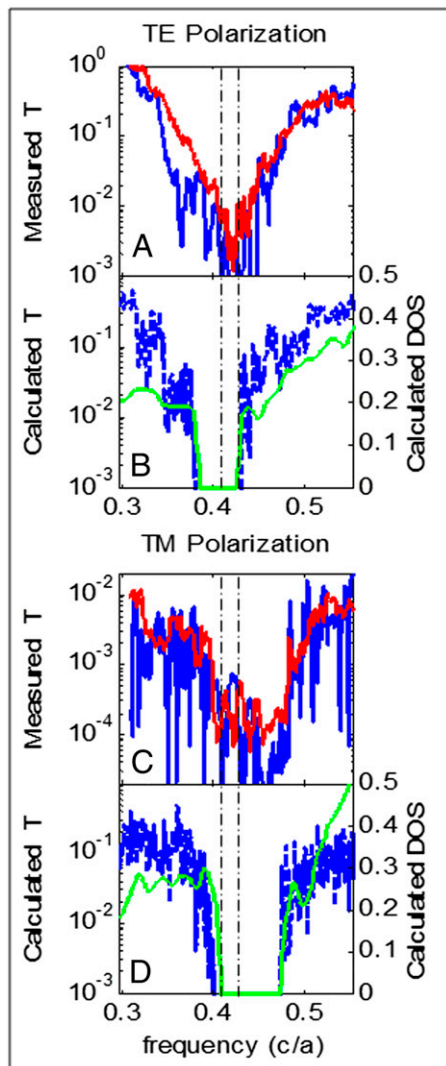 TE Polarization
10⁰
10⁻¹
10⁻²
10⁻³
Measured T
A
0.5
0.4
0.3
0.2
0.1
0
10⁻¹
10⁻²
10⁻³
Calculated T
Calculated DOS
B
0.3 0.4 0.5
TM Polarization
10⁻²
10⁻³
10⁻⁴
Measured T
C
0.5
0.4
0.3
0.2
0.1
0
10⁻¹
10⁻²
10⁻³
Calculated T
Calculated DOS
D
0.3 0.4 0.5
frequency (c/a)